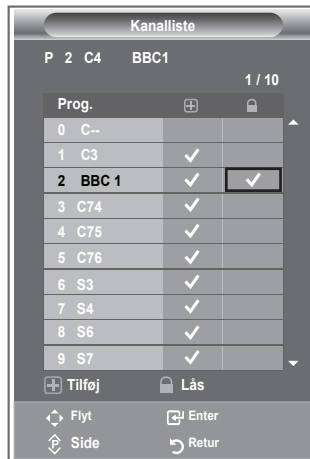 Kanalliste
P 2 C4 BBC1
1 / 10
Prog.
0 C--
1 C3
2 BBC 1
3 C74
4 C75
5 C76
6 S3
7 S4
8 S6
9 S7
Tilføj Lås
Flyt Enter
Side Retur